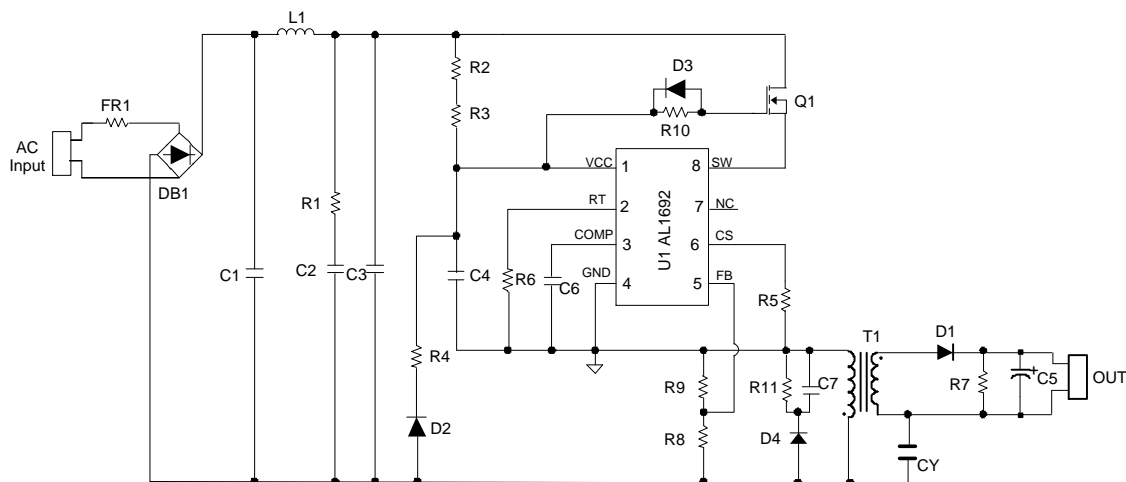 L1
R2
D3
FR1
Q1
R3
R10
AC
Input
VCC
1
8
SW
DB1
RT
2
7
NC
R1
U1 AL1692
COMP
3
6
CS
C1
C2
C3
C4
R6
C6
GND
4
5
FB
R5
R4
T1
D1
R9
R11
C7
R7
+
C5
OUT
D2
R8
D4
CY